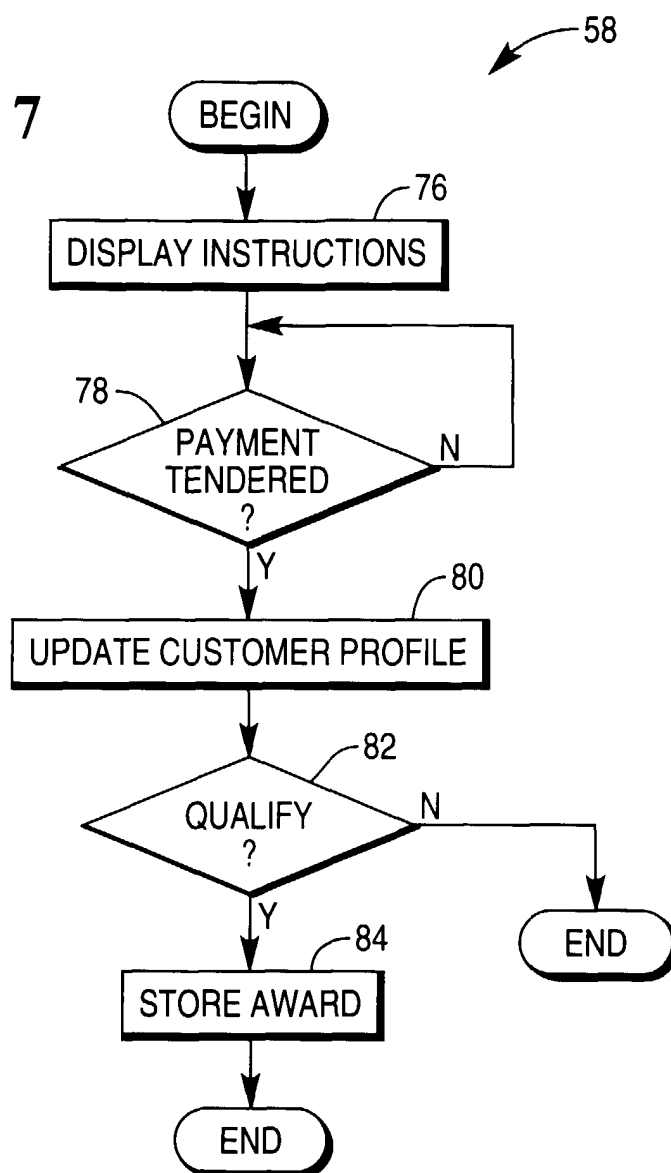 58
7
BEGIN
76
DISPLAY INSTRUCTIONS
78
PAYMENT
TENDERED
?
N
Y
80
UPDATE CUSTOMER PROFILE
82
QUALIFY
?
N
Y
END
84
STORE AWARD
END